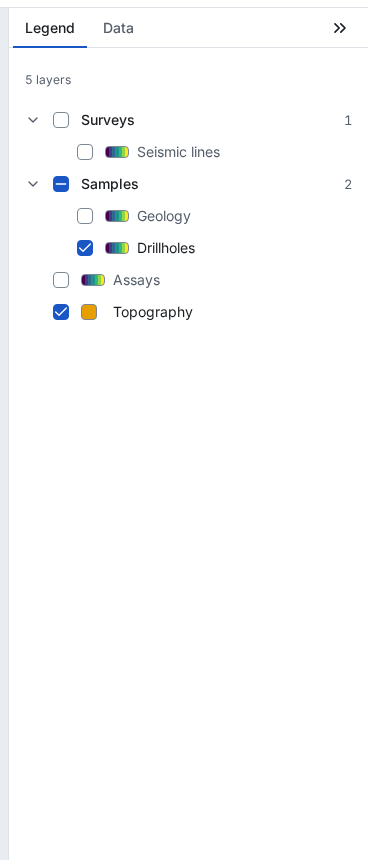 Legend Data
5 layers
Surveys 1
Seismic lines
Samples 2
Geology
Drillholes
Assays
Topography